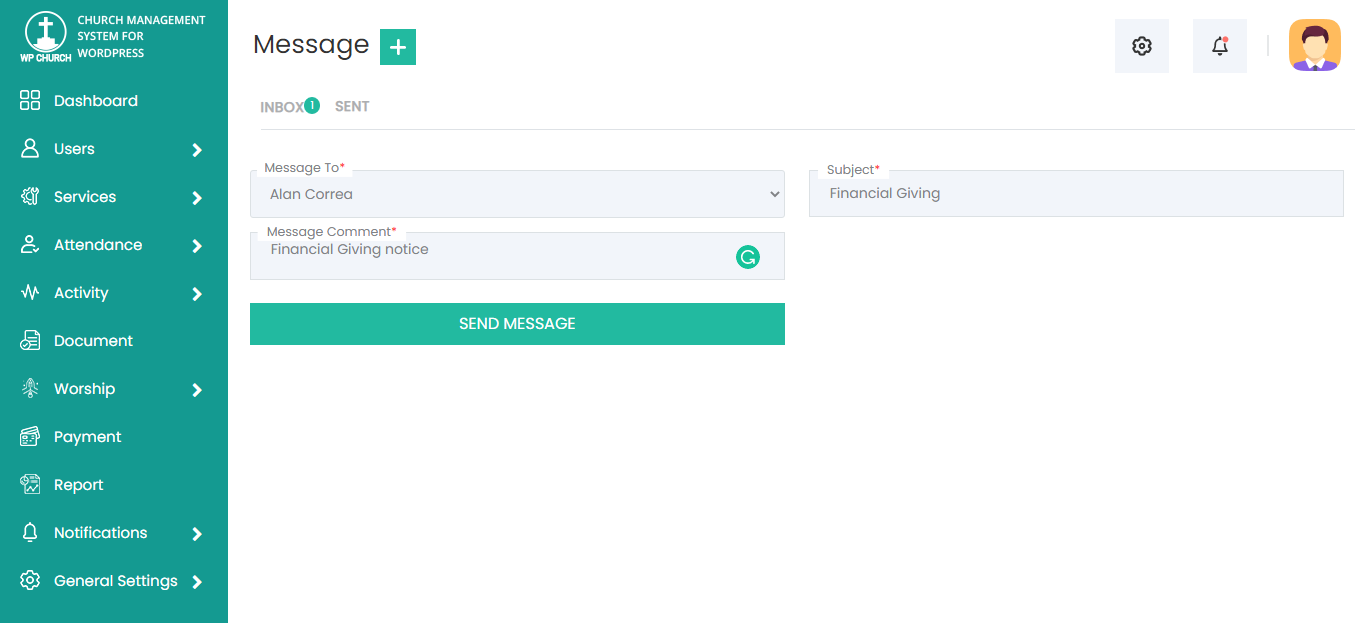 CHURCH MANAGEMENT
SYSTEM FOR
WORDPRESS
WP CHURCH
Dashboard
Users
Services
Attendance
Activity
Document
Worship
Payment
Report
Notifications
General Settings
Message +
INBOX 1 SENT
Message To*
Alan Correa
Subject*
Financial Giving
Message Comment*
Financial Giving notice
SEND MESSAGE